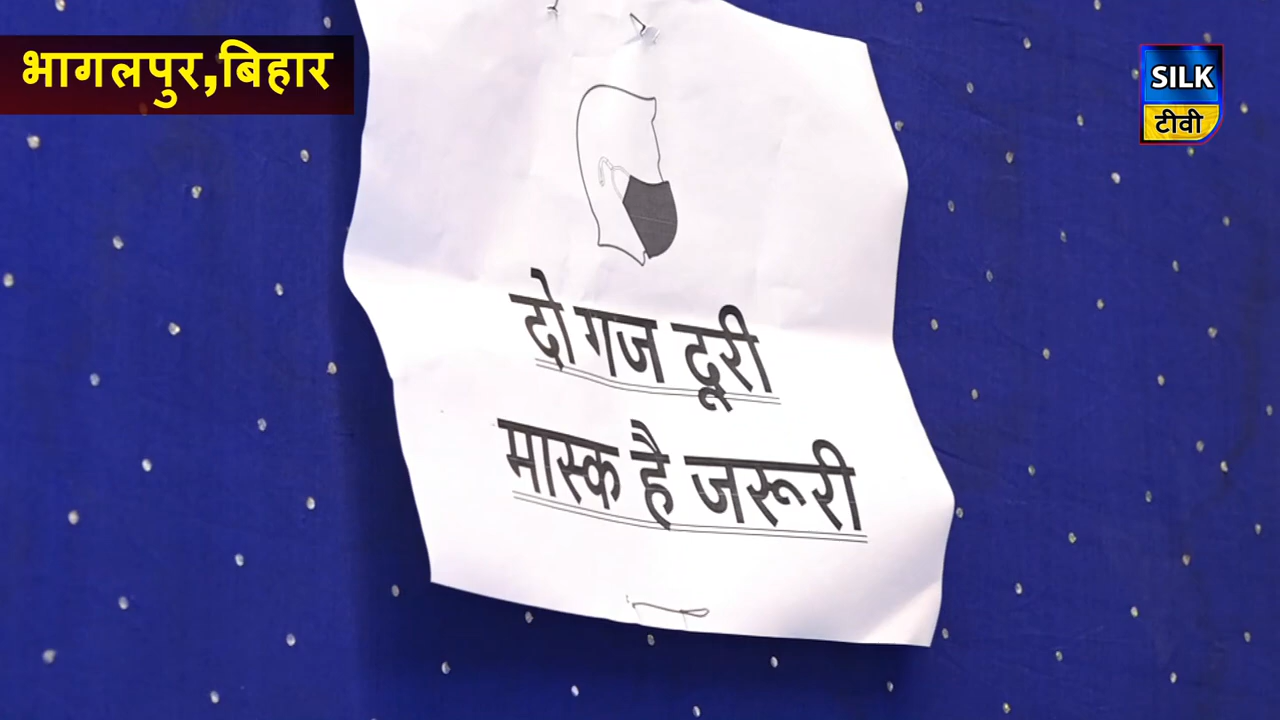 भागलपुर,बिहार
SILK
टीवी
दो गज दूरी
मास्क है जरूरी